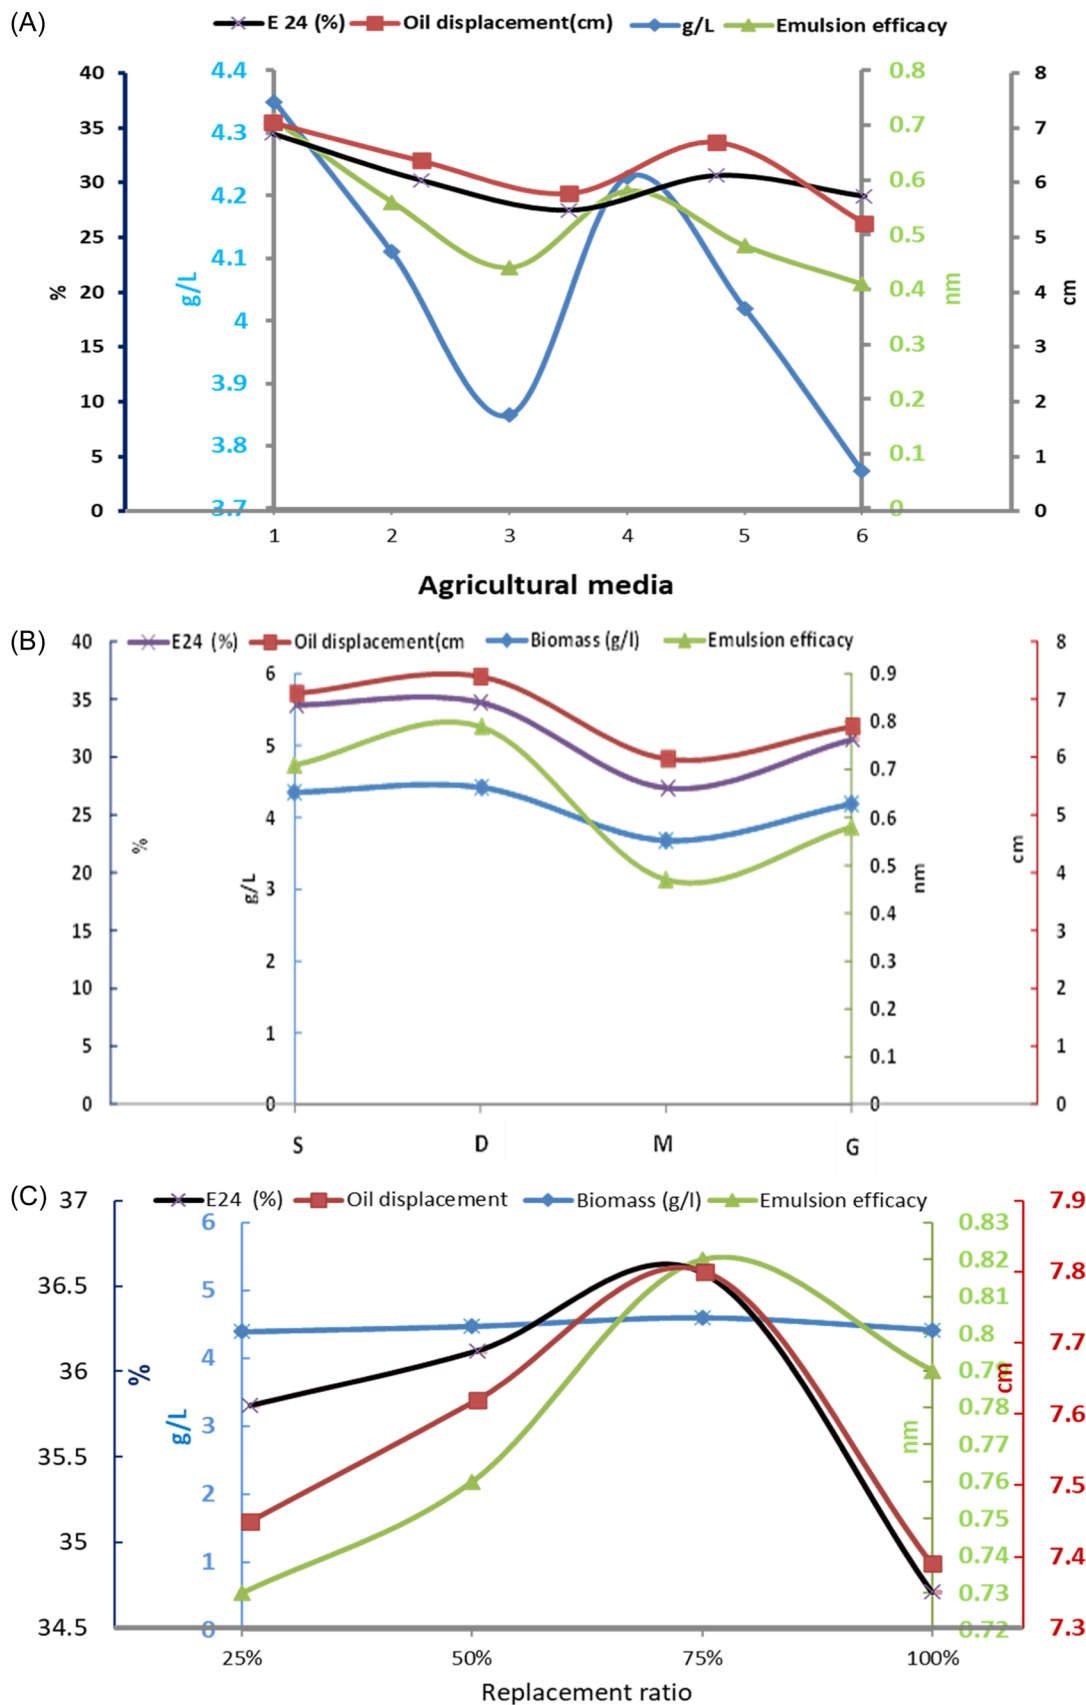 (A)
E 24 (%) Oil displacement(cm) g/L Emulsion efficacy
40 4.4 0.8 8
35 4.3 0.7 7
30 4.2 0.6 6
25 4.1 0.5 5
20 4 0.4 4
15 3.9 0.3 3
10 3.8 0.2 2
5 0.1 1
0 3.7 0 0
% g/L nm cm
1 2 3 4 5 6
Agricultural media
(B)
E24 (%) Oil displacement(cm Biomass (g/l) Emulsion efficacy
40 6 0.9 8
35 5 0.8 7
30 4 0.7 6
25 3 0.6 5
20 2 0.5 4
15 1 0.4 3
10 0 0.3 2
5 0.2 1
0 0.1 0
0
% g/L nm cm
S D M G
(C)
E24 (%) Oil displacement Biomass (g/l) Emulsion efficacy
37 6 0.83 7.9
36.5 5 0.82 7.8
36 4 0.81 7.7
35.5 3 0.8 7.6
35 2 0.79 7.5
34.5 1 0.78 7.4
0 0.77 7.3
0.76
0.75
0.74
0.73
0.72
% g/L nm cm
25% 50% 75% 100%
Replacement ratio